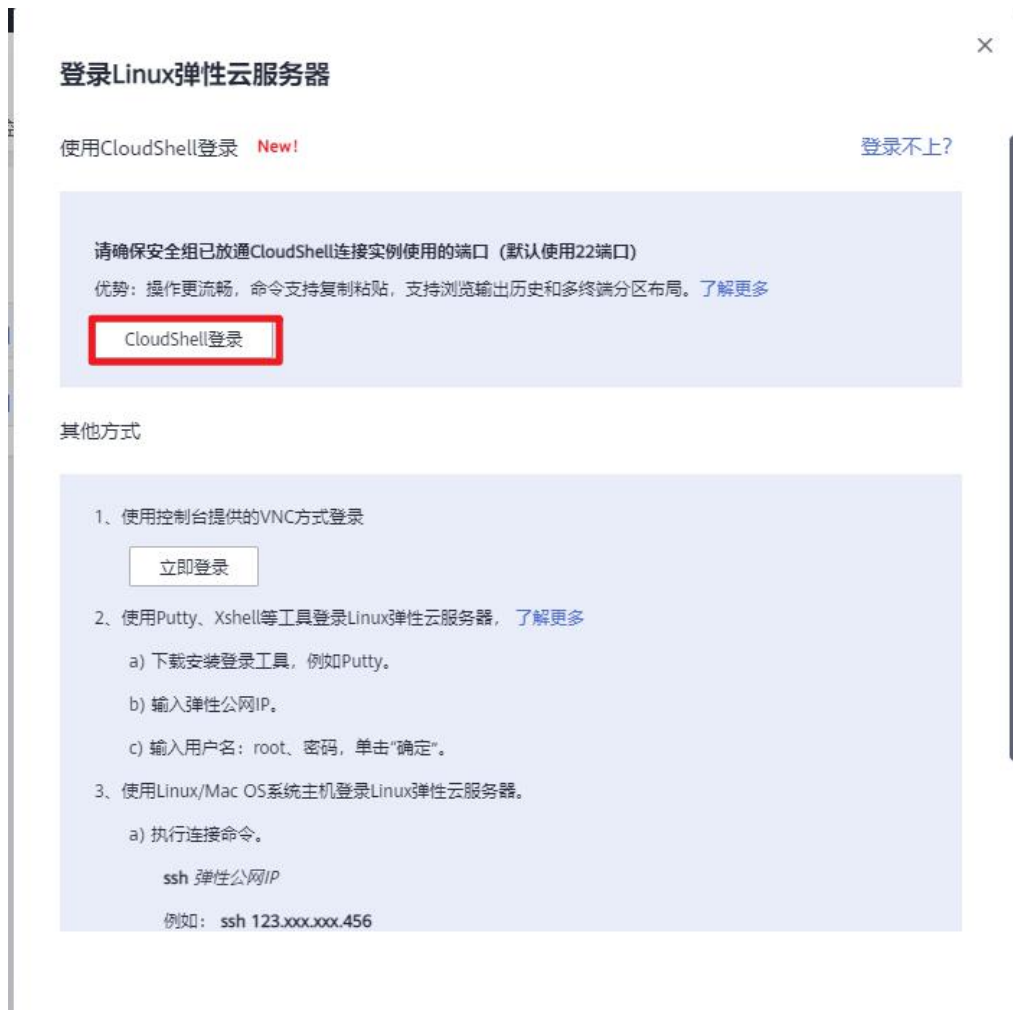 登录Linux弹性云服务器
使用CloudShell登录 New! 登录不上?
请确保安全组已放通CloudShell连接实例使用的端口（默认使用22端口）
优势：操作更流畅，命令支持复制粘贴，支持浏览输出历史和多终端分区布局。了解更多
CloudShell登录
其他方式
1、使用控制台提供的VNC方式登录
立即登录
2、使用Putty、Xshell等工具登录Linux弹性云服务器，了解更多
a) 下载安装登录工具，例如Putty。
b) 输入弹性公网IP。
c) 输入用户名：root、密码，单击“确定”。
3、使用Linux/Mac OS系统主机登录Linux弹性云服务器。
a) 执行连接命令。
ssh 弹性公网IP
例如： ssh 123.xxx.xxx.456